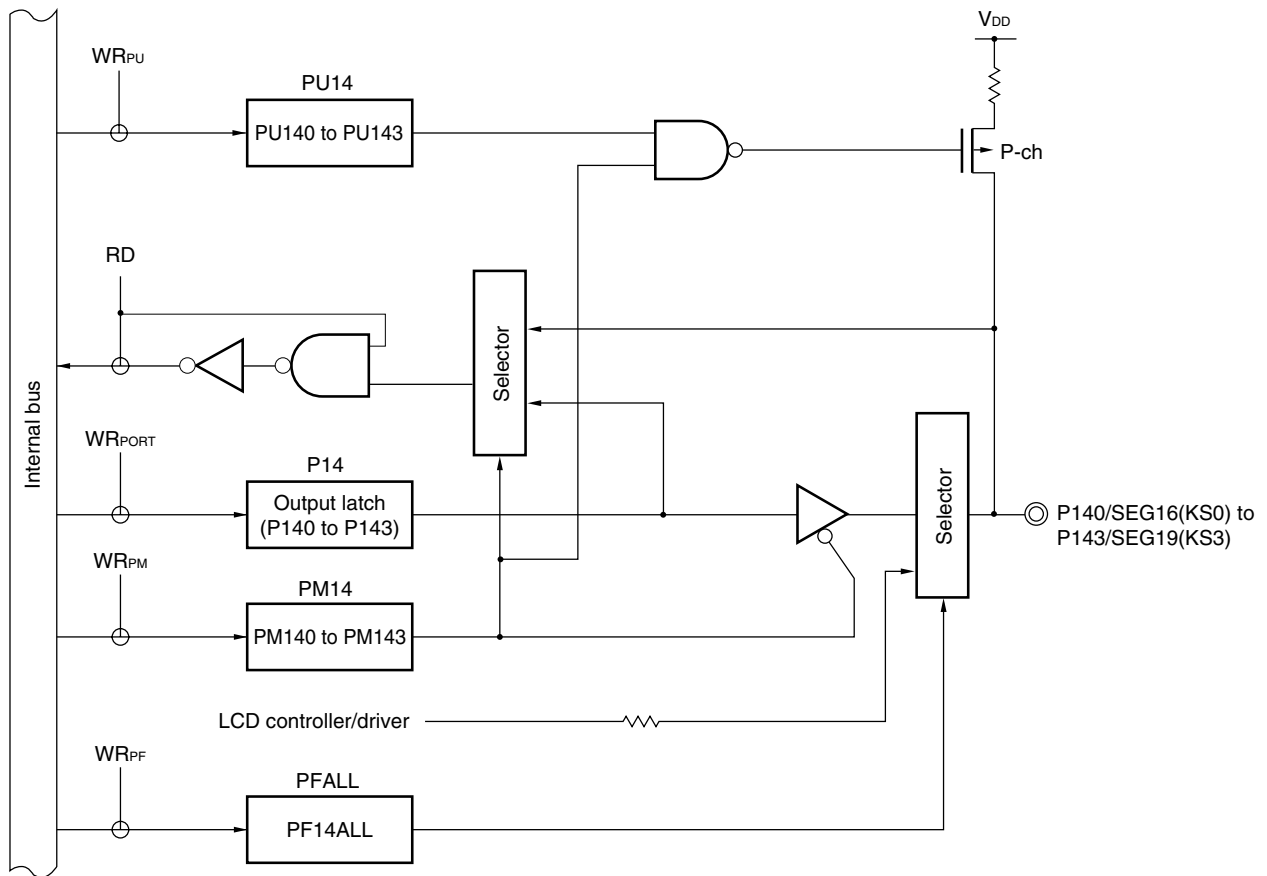 VDD
WRPU
PU14
PU140 to PU143
P-ch
RD
Selector
Internal bus
WRPORT
P14
Output latch
(P140 to P143)
Selector
P140/SEG16(KS0) to
P143/SEG19(KS3)
WRPM
PM14
PM140 to PM143
LCD controller/driver
WRPF
PFALL
PF14ALL